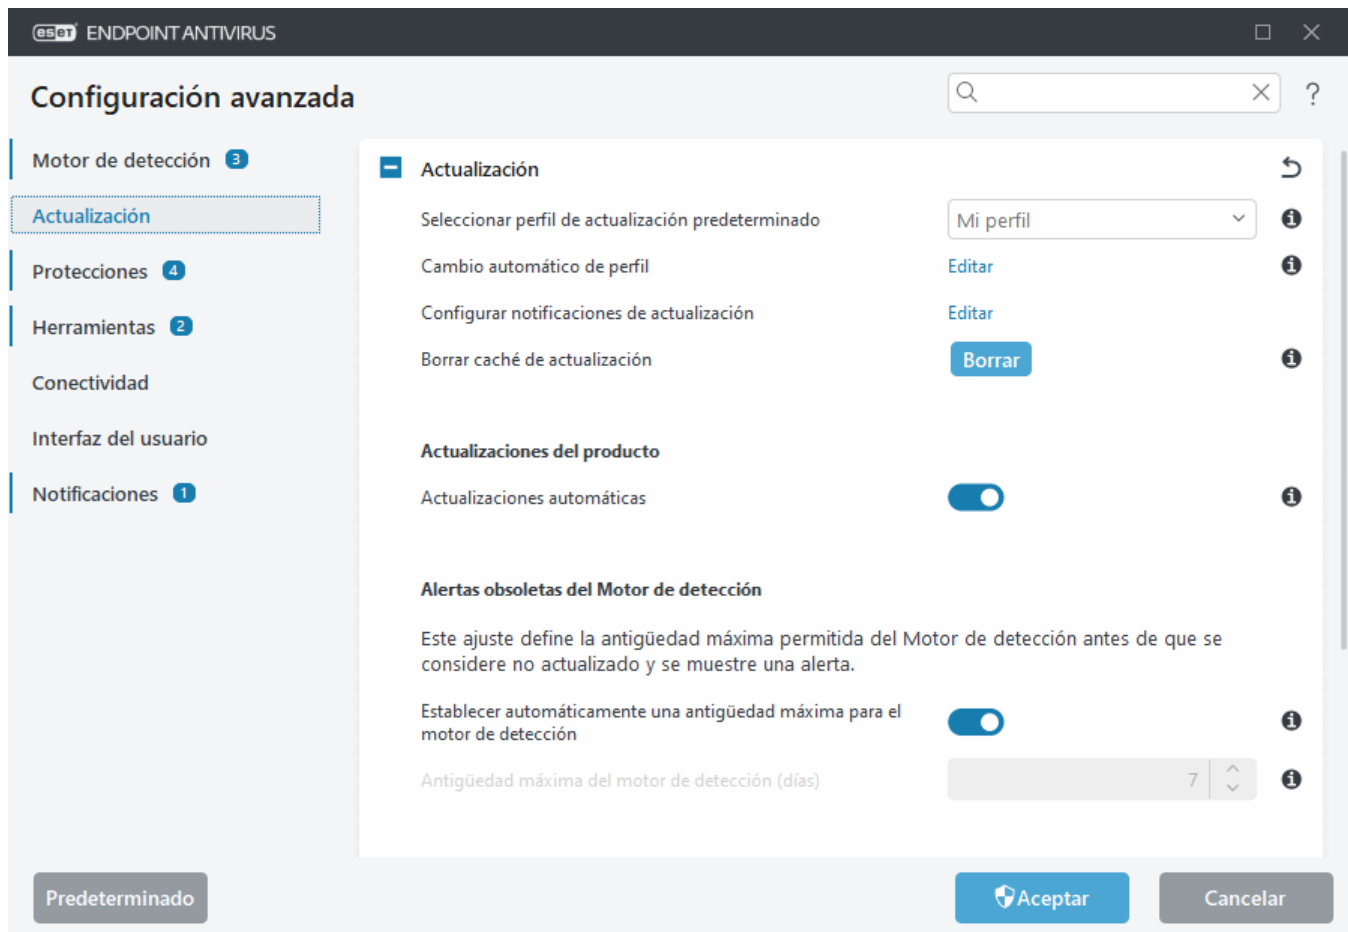 eset ENDPOINT ANTIVIRUS
Configuración avanzada
?
Motor de detección 3
Actualización
Protecciones 4
Herramientas 2
Conectividad
Interfaz del usuario
Notificaciones 1
Actualización
Seleccionar perfil de actualización predeterminado Mi perfil
Cambio automático de perfil Editar
Configurar notificaciones de actualización Editar
Borrar caché de actualización Borrar
Actualizaciones del producto
Actualizaciones automáticas
Alertas obsoletas del Motor de detección
Este ajuste define la antigüedad máxima permitida del Motor de detección antes de que se
considere no actualizado y se muestre una alerta.
Establecer automáticamente una antigüedad máxima para el
motor de detección
Antigüedad máxima del motor de detección (días) 7
Predeterminado Aceptar Cancelar